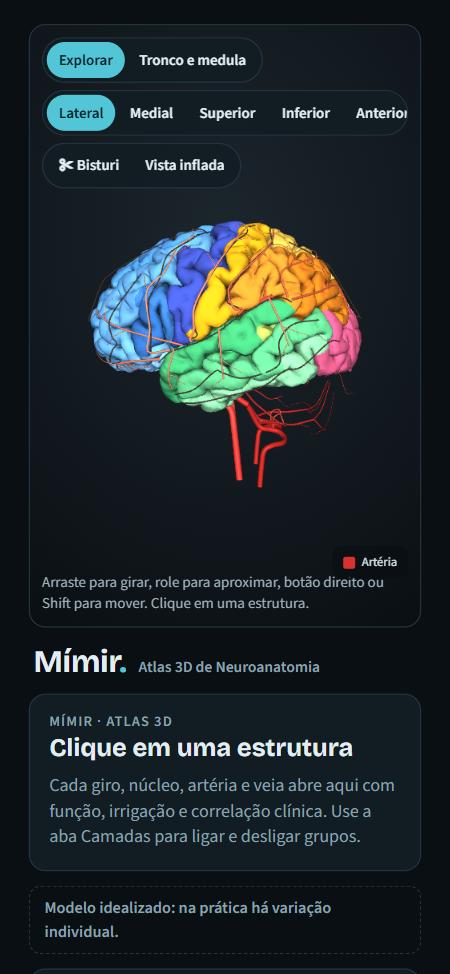 Explorar Tronco e medula
Lateral Medial Superior Inferior Anterior
Bisturi Vista inflada
Artéria
Arraste para girar, role para aproximar, botão direito ou
Shift para mover. Clique em uma estrutura.
Mímir. Atlas 3D de Neuroanatomia
MÍMIR · ATLAS 3D
Clique em uma estrutura
Cada giro, núcleo, artéria e veia abre aqui com
função, irrigação e correlação clínica. Use a
aba Camadas para ligar e desligar grupos.
Modelo idealizado: na prática há variação
individual.